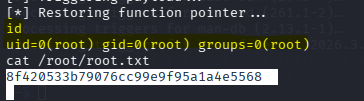 [*] Restoring function pointer...
id
uid=0(root) gid=0(root) groups=0(root)
cat /root/root.txt
8f420533b79076cc99e9f95a1a4e5568